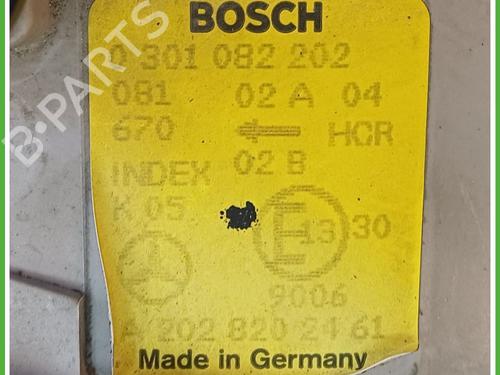 BOSCH
0 301 082 202
081 02 A 04
670 HCR
INDEX 02 B
K 05
E 13 30
9006
A 202 820 24 61
Made in Germany
B-PARTS